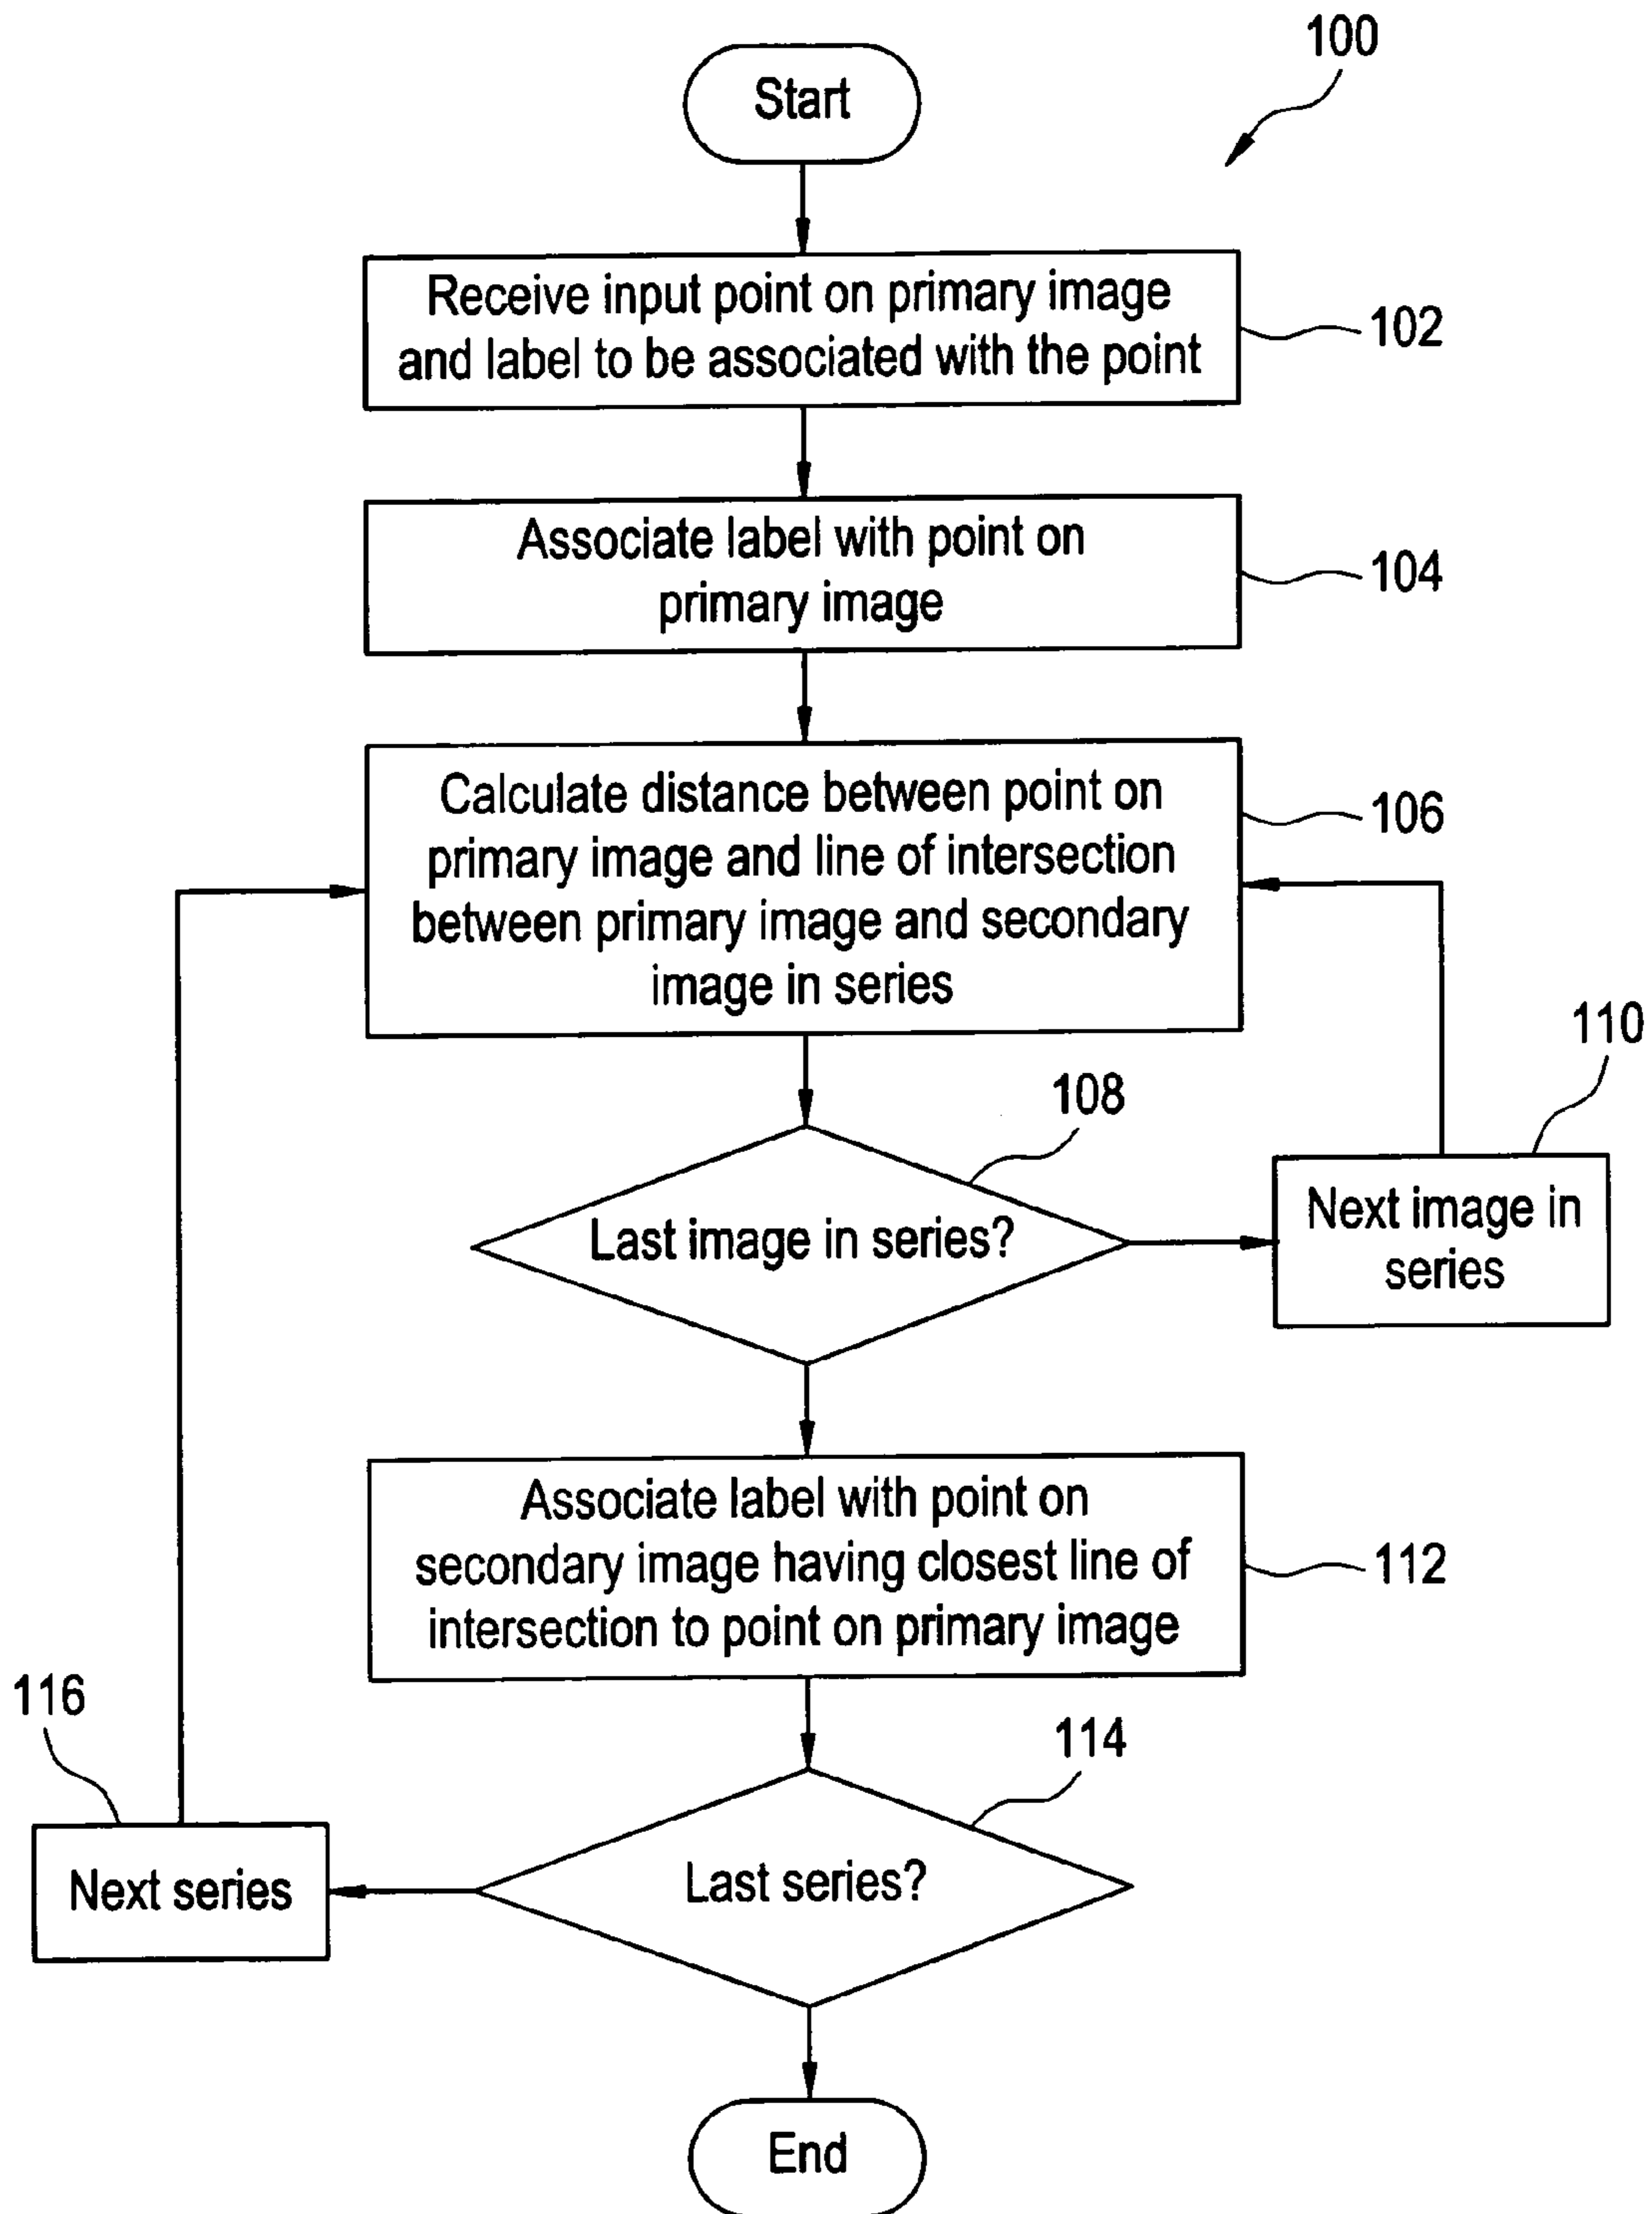 100
Start
Receive input point on primary image
and label to be associated with the point
102
Associate label with point on
primary image
104
Calculate distance between point on
primary image and line of intersection
between primary image and secondary
image in series
106
108
Last image in series?
110
Next image in
series
Associate label with point on
secondary image having closest line of
intersection to point on primary image
112
114
Last series?
116
Next series
End